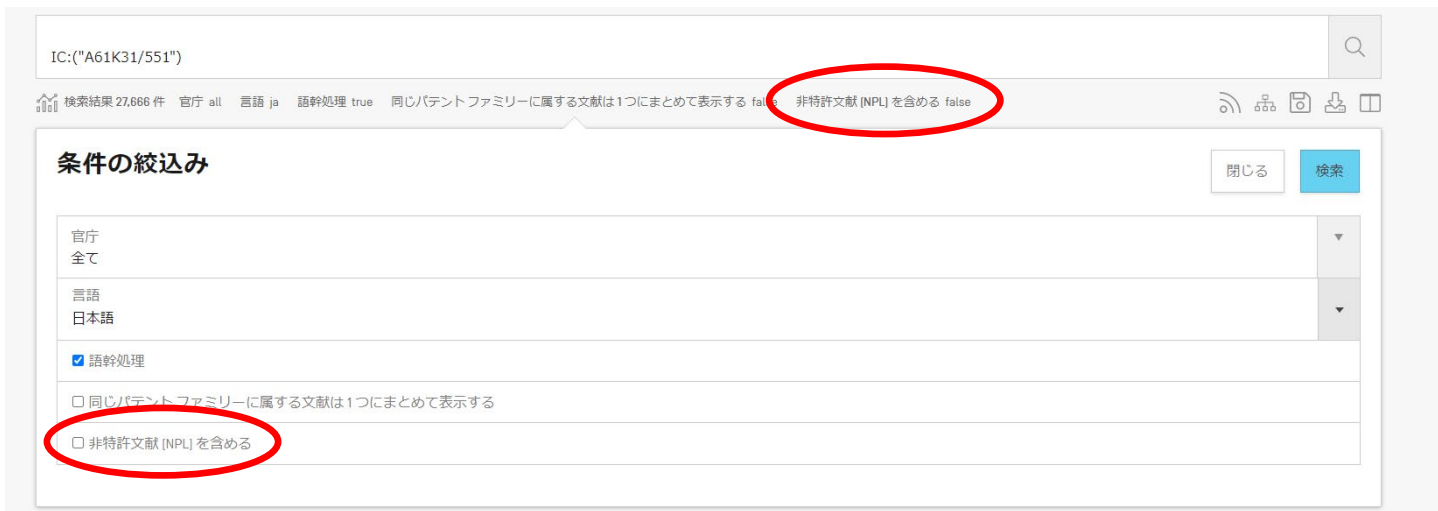 IC:("A61K31/551")
検索結果 27,666 件 官庁 all 言語 ja 語幹処理 true 同じパテントファミリーに属する文献は1つにまとめて表示する false 非特許文献 [NPL] を含める false
条件の絞込み
閉じる 検索
官庁
全て
言語
日本語
語幹処理
同じパテントファミリーに属する文献は1つにまとめて表示する
非特許文献 [NPL] を含める